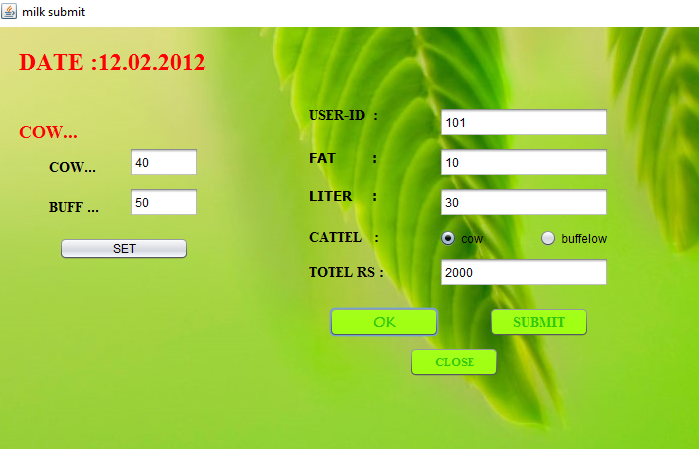 milk submit
DATE :12.02.2012
COW...
COW... 40
BUFF ... 50
SET
USER-ID : 101
FAT : 10
LITER : 30
CATTEL : cow buffelow
TOTEL RS : 2000
OK SUBMIT
CLOSE